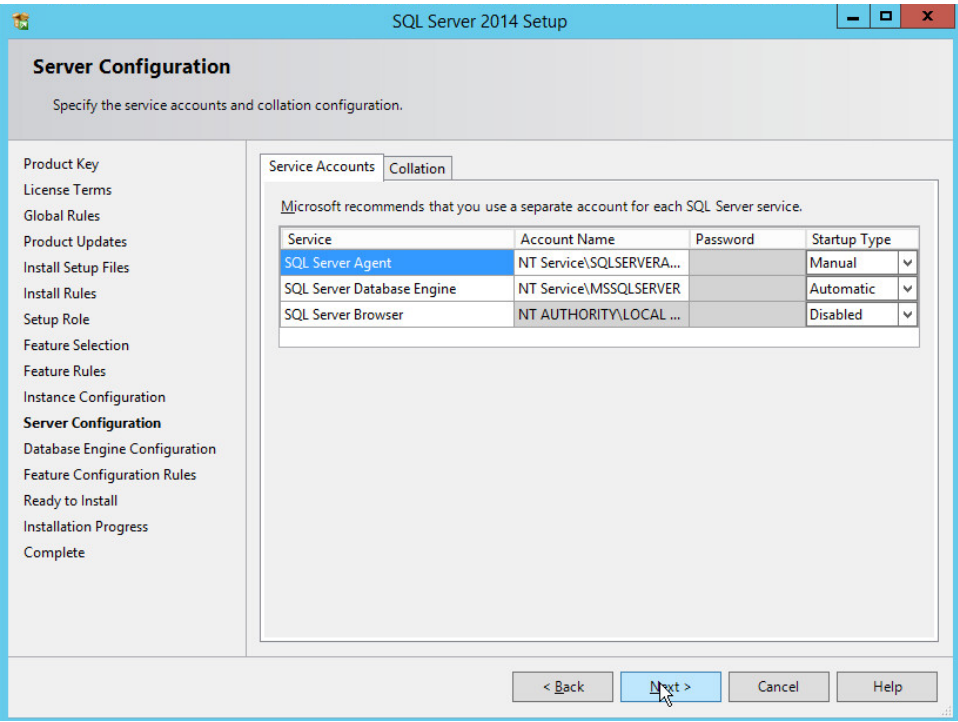 SQL Server 2014 Setup
Server Configuration
Specify the service accounts and collation configuration.
Product Key
License Terms
Global Rules
Product Updates
Install Setup Files
Install Rules
Setup Role
Feature Selection
Feature Rules
Instance Configuration
Server Configuration
Database Engine Configuration
Feature Configuration Rules
Ready to Install
Installation Progress
Complete
Service Accounts Collation
Microsoft recommends that you use a separate account for each SQL Server service.
Service Account Name Password Startup Type
SQL Server Agent NT Service\SQLSERVERA... Manual
SQL Server Database Engine NT Service\MSSQLSERVER Automatic
SQL Server Browser NT AUTHORITY\LOCAL ... Disabled
< Back Next > Cancel Help